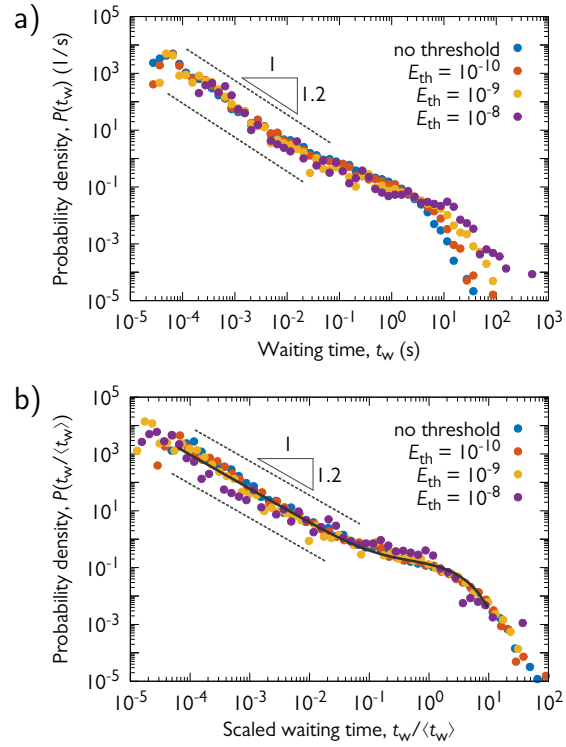 a)
Probability density, P(t_w) (1/s)
10^5
10^3
10^1
10^-1
10^-3
10^-5
no threshold
E_th = 10^-10
E_th = 10^-9
E_th = 10^-8
1
1.2
10^-5 10^-4 10^-3 10^-2 10^-1 10^0 10^1 10^2 10^3
Waiting time, t_w (s)
b)
Probability density, P(t_w/⟨t_w⟩)
10^5
10^3
10^1
10^-1
10^-3
10^-5
no threshold
E_th = 10^-10
E_th = 10^-9
E_th = 10^-8
1
1.2
10^-5 10^-4 10^-3 10^-2 10^-1 10^0 10^1 10^2
Scaled waiting time, t_w/⟨t_w⟩